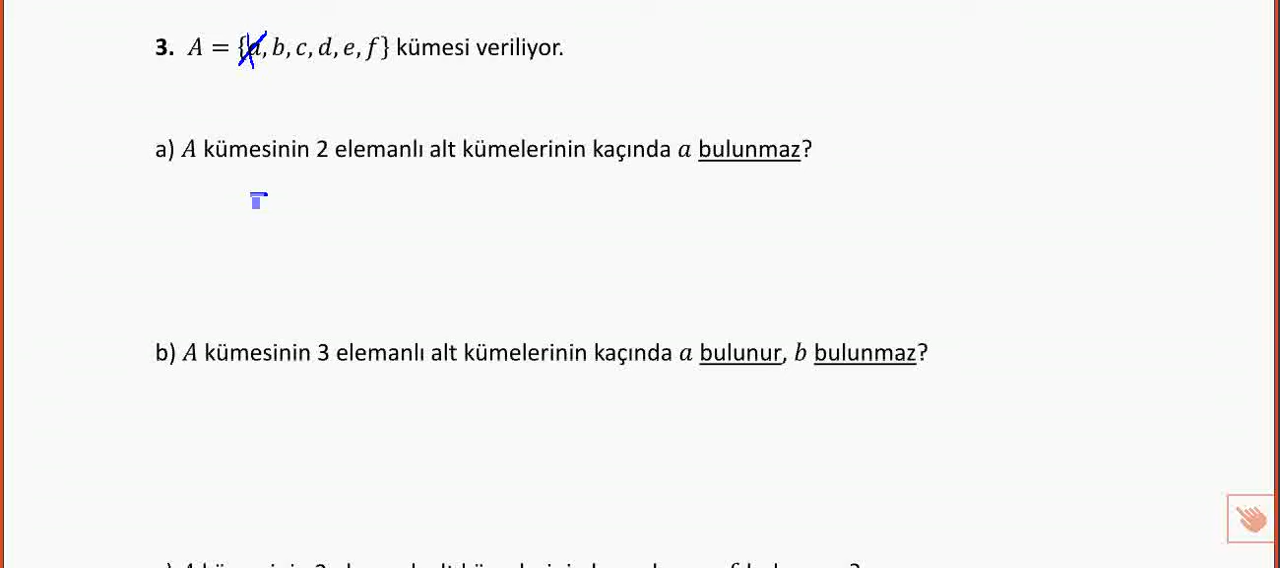 3. A = {a, b, c, d, e, f} kümesi veriliyor.
a) A kümesinin 2 elemanlı alt kümelerinin kaçında a bulunmaz?
b) A kümesinin 3 elemanlı alt kümelerinin kaçında a bulunur, b bulunmaz?